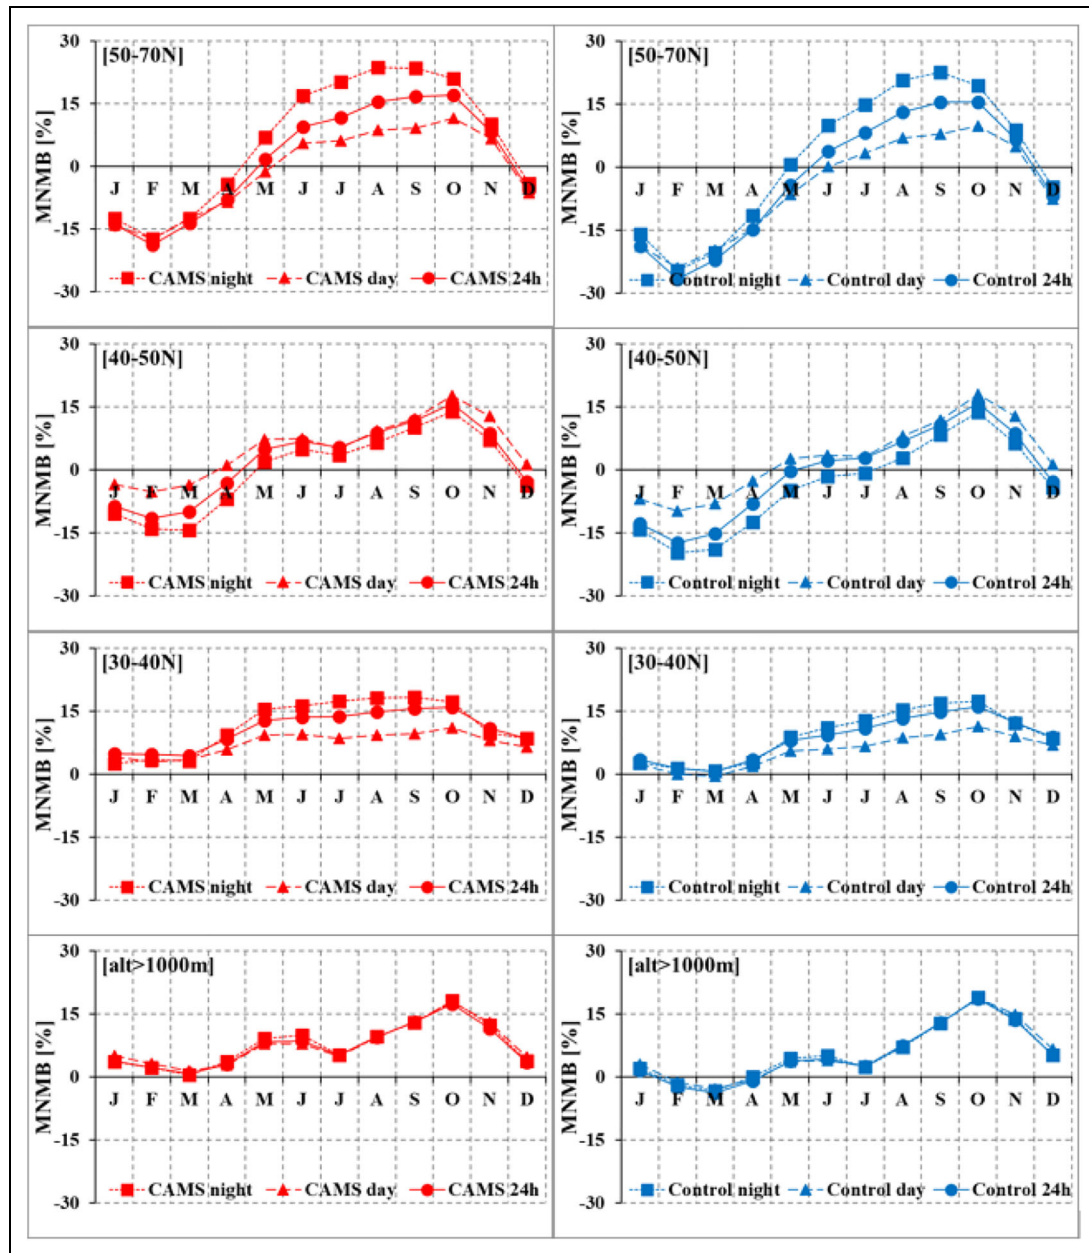 [50-70N]
MNMB [%]
30
15
0
-15
-30
J F M A M J J A S O N D
CAMS night CAMS day CAMS 24h
[50-70N]
MNMB [%]
30
15
0
-15
-30
J F M A M J J A S O N D
Control night Control day Control 24h
[40-50N]
MNMB [%]
30
15
0
-15
-30
J F M A M J J A S O N D
CAMS night CAMS day CAMS 24h
[40-50N]
MNMB [%]
30
15
0
-15
-30
J F M A M J J A S O N D
Control night Control day Control 24h
[30-40N]
MNMB [%]
30
15
0
-15
-30
J F M A M J J A S O N D
CAMS night CAMS day CAMS 24h
[30-40N]
MNMB [%]
30
15
0
-15
-30
J F M A M J J A S O N D
Control night Control day Control 24h
[alt>1000m]
MNMB [%]
30
15
0
-15
-30
J F M A M J J A S O N D
CAMS night CAMS day CAMS 24h
[alt>1000m]
MNMB [%]
30
15
0
-15
-30
J F M A M J J A S O N D
Control night Control day Control 24h